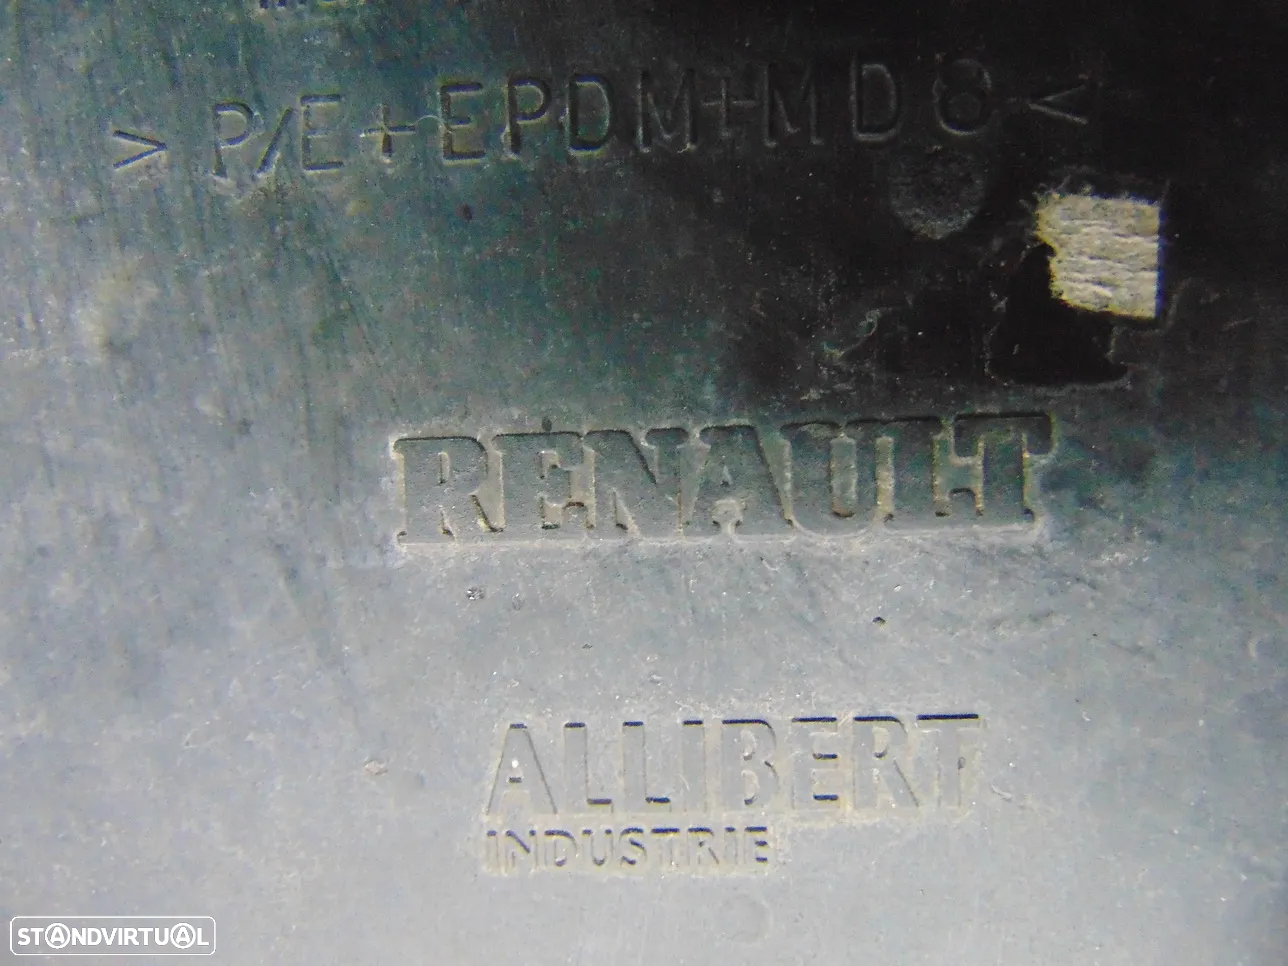 >P/E+EPDM+MD8<
RENAULT
ALLIBERT
INDUSTRIE
STANDVIRTUAL